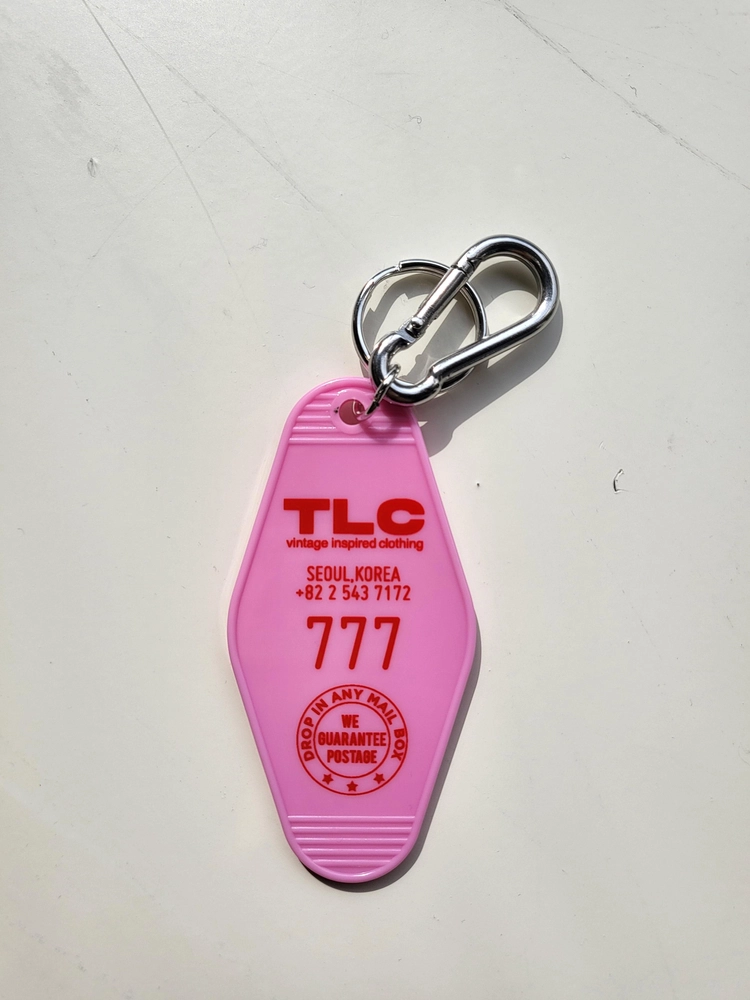 TLC
vintage inspired clothing
SEOUL,KOREA
+82 2 543 7172
777
DROP IN ANY MAIL BOX
WE
GUARANTEE
POSTAGE